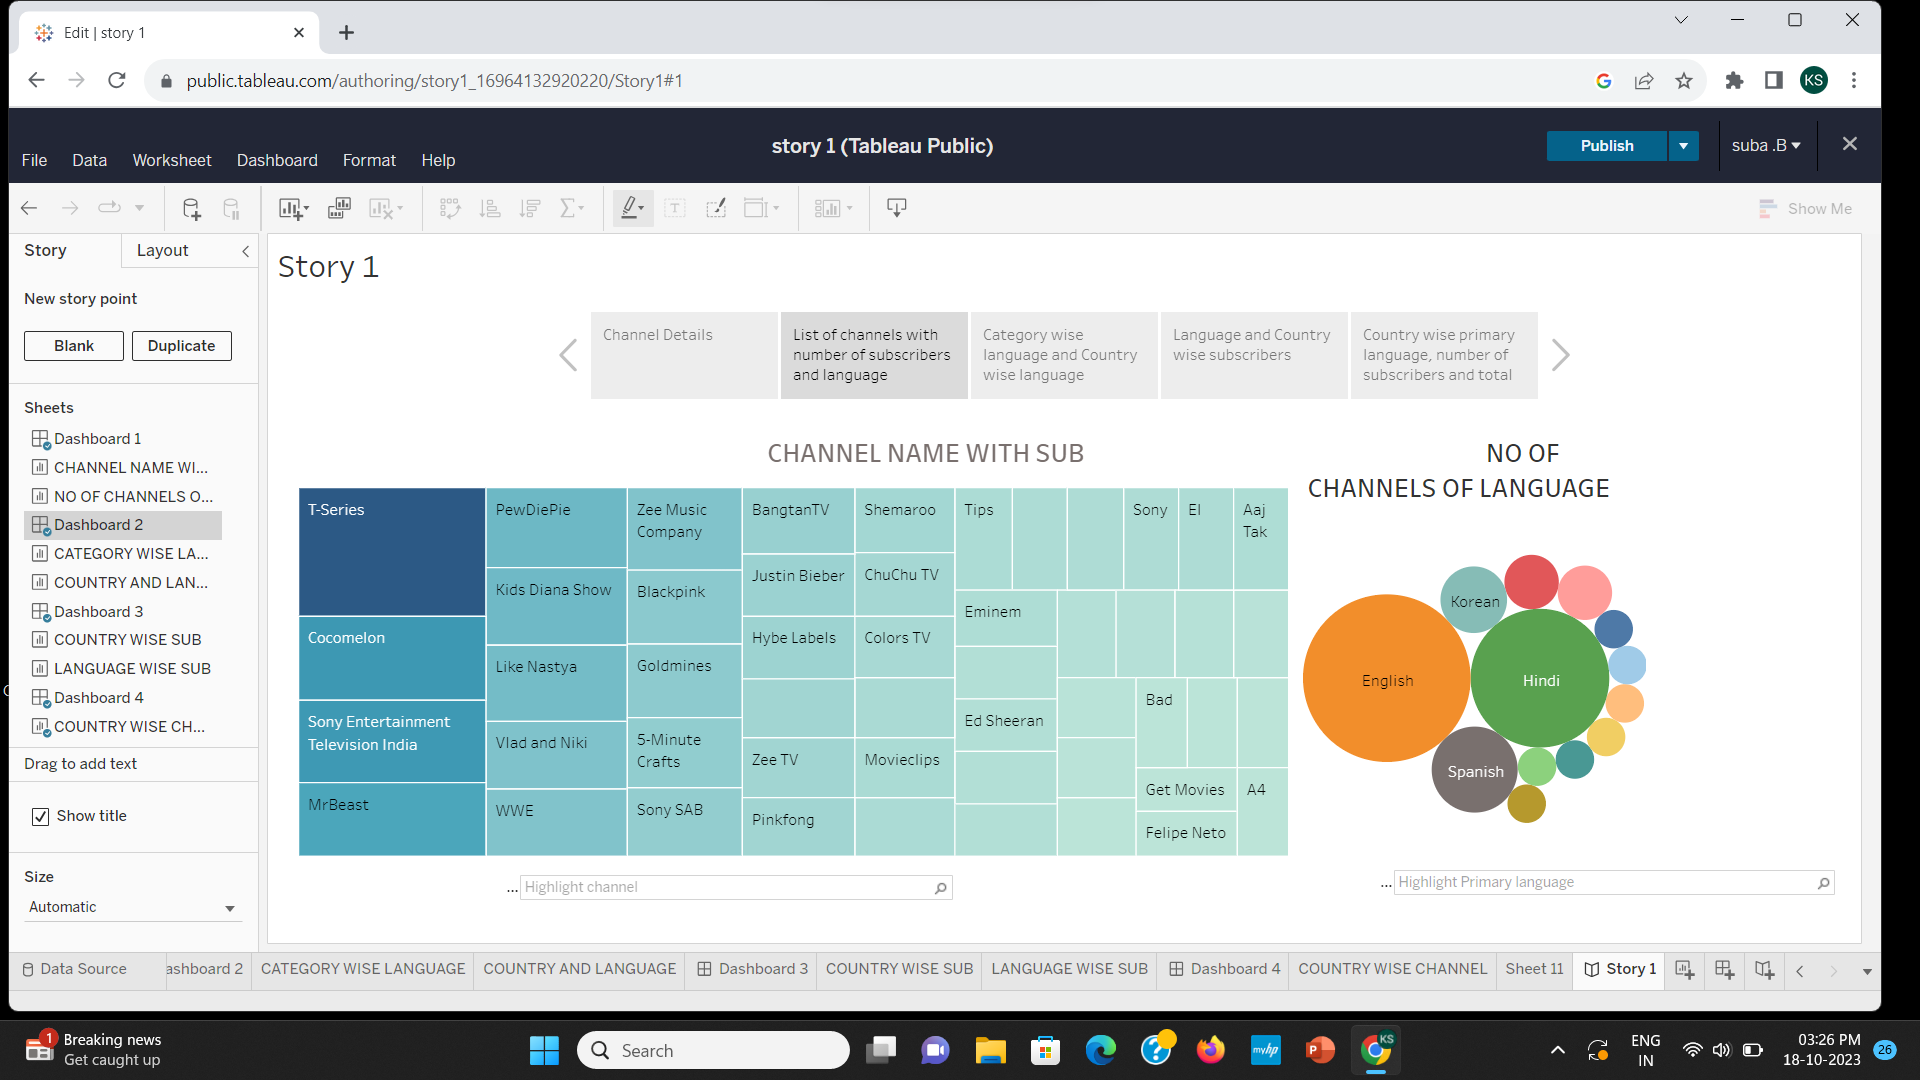 Edit | story 1
public.tableau.com/authoring/story1_16964132920220/Story1#1
KS
story 1 (Tableau Public)
File Data Worksheet Dashboard Format Help
Publish
suba .B
Show Me
Story Layout
New story point
Blank Duplicate
Sheets
Dashboard 1
CHANNEL NAME WI...
NO OF CHANNELS O...
Dashboard 2
CATEGORY WISE LA...
COUNTRY AND LAN...
Dashboard 3
COUNTRY WISE SUB
LANGUAGE WISE SUB
Dashboard 4
COUNTRY WISE CH...
Drag to add text
Show title
Size
Automatic
Story 1
Channel Details
List of channels with
number of subscribers
and language
Category wise
language and Country
wise language
Language and Country
wise subscribers
Country wise primary
language, number of
subscribers and total
CHANNEL NAME WITH SUB
T-Series
Cocomelon
Sony Entertainment
Television India
MrBeast
PewDiePie
Kids Diana Show
Like Nastya
Vlad and Niki
WWE
Zee Music
Company
Blackpink
Goldmines
5-Minute
Crafts
Sony SAB
BangtanTV
Justin Bieber
Hybe Labels
Zee TV
Pinkfong
Shemaroo
ChuChu TV
Colors TV
Movieclips
Tips
Eminem
Ed Sheeran
Sony
El
Aaj
Tak
Bad
Get Movies
Felipe Neto
A4
... Highlight channel
NO OF
CHANNELS OF LANGUAGE
Korean
English
Hindi
Spanish
... Highlight Primary language
Data Source ashboard 2 CATEGORY WISE LANGUAGE COUNTRY AND LANGUAGE Dashboard 3 COUNTRY WISE SUB LANGUAGE WISE SUB Dashboard 4 COUNTRY WISE CHANNEL Sheet 11 Story 1
1
Breaking news
Get caught up
Search
myhp
P
KS
ENG
IN
03:26 PM
18-10-2023
26